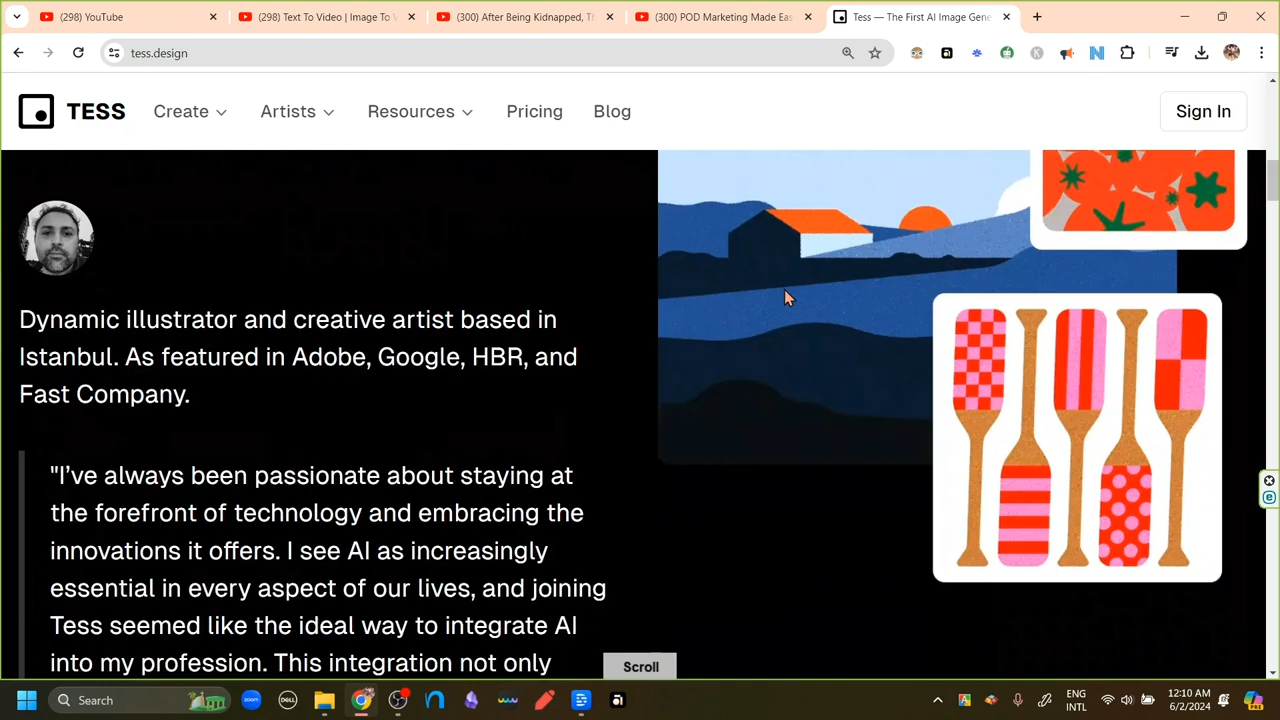 (298) YouTube
(298) Text To Video | Image To V
(300) After Being Kidnapped, Th
(300) POD Marketing Made Eas
Tess — The First AI Image Gene
tess.design
TESS
Create
Artists
Resources
Pricing
Blog
Sign In
Dynamic illustrator and creative artist based in
Istanbul. As featured in Adobe, Google, HBR, and
Fast Company.
"I've always been passionate about staying at
the forefront of technology and embracing the
innovations it offers. I see AI as increasingly
essential in every aspect of our lives, and joining
Tess seemed like the ideal way to integrate AI
into my profession. This integration not only
Scroll
Search
zoom
DELL
ENG
INTL
12:10 AM
6/2/2024